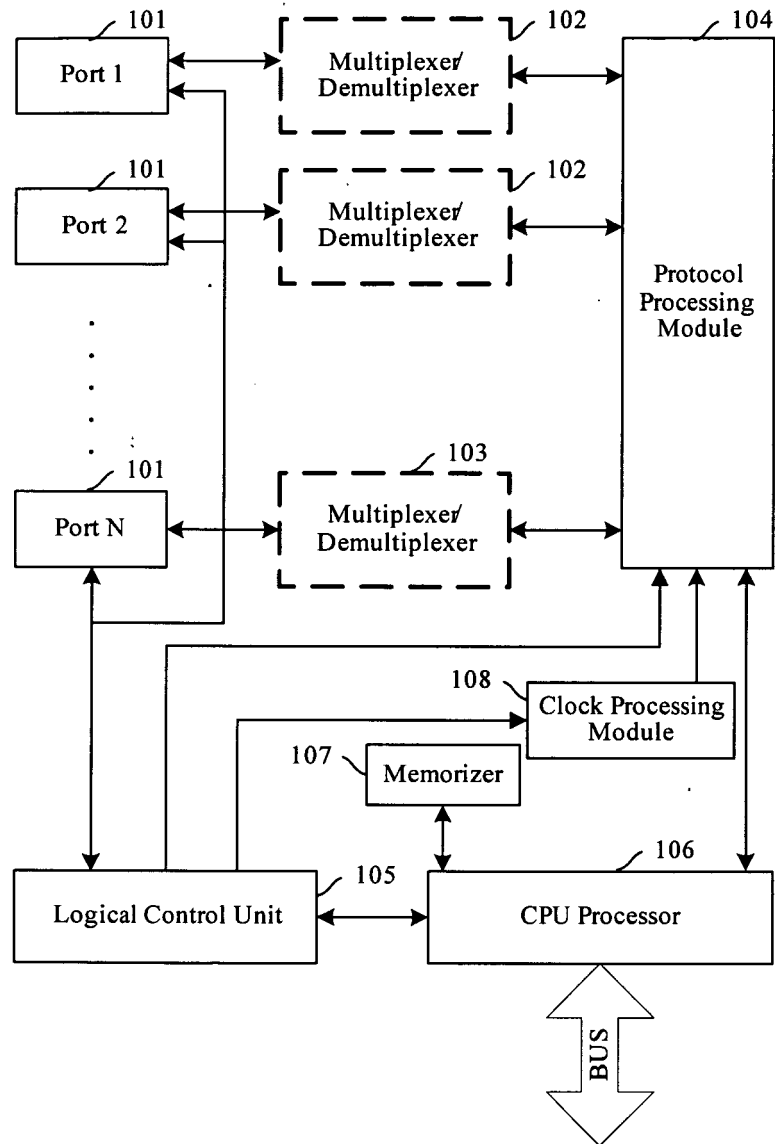 101
Port 1
102
Multiplexer/
Demultiplexer
104
101
Port 2
102
Multiplexer/
Demultiplexer
Protocol
Processing
Module
101
Port N
103
Multiplexer/
Demultiplexer
108
Clock Processing
Module
107
Memorizer
105
Logical Control Unit
106
CPU Processor
BUS